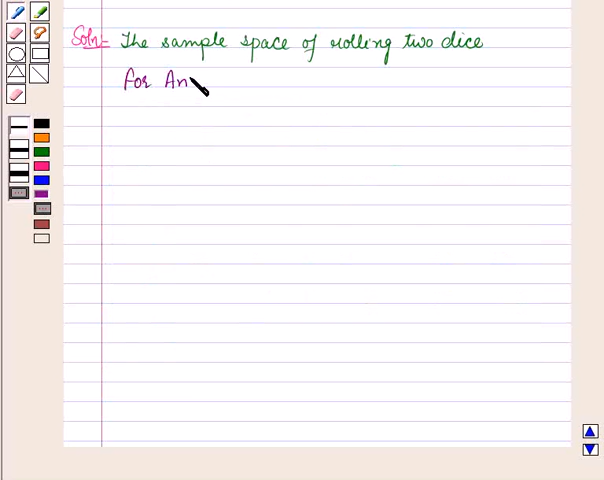 Soln:- The sample space of rolling two dice
For An